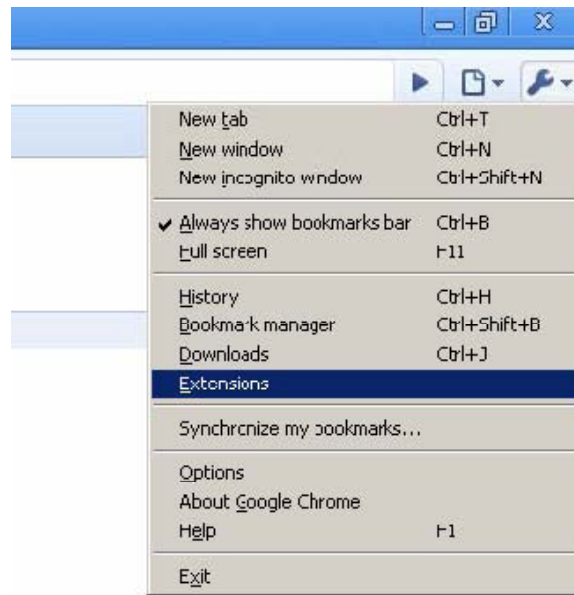 New tab Ctrl+T
New window Ctrl+N
New incognito window Ctrl+Shift+N
Always show bookmarks bar Ctrl+B
Full screen F11
History Ctrl+H
Bookmark manager Ctrl+Shift+B
Downloads Ctrl+J
Extensions
Synchronize my bookmarks...
Options
About Google Chrome
Help F1
Exit